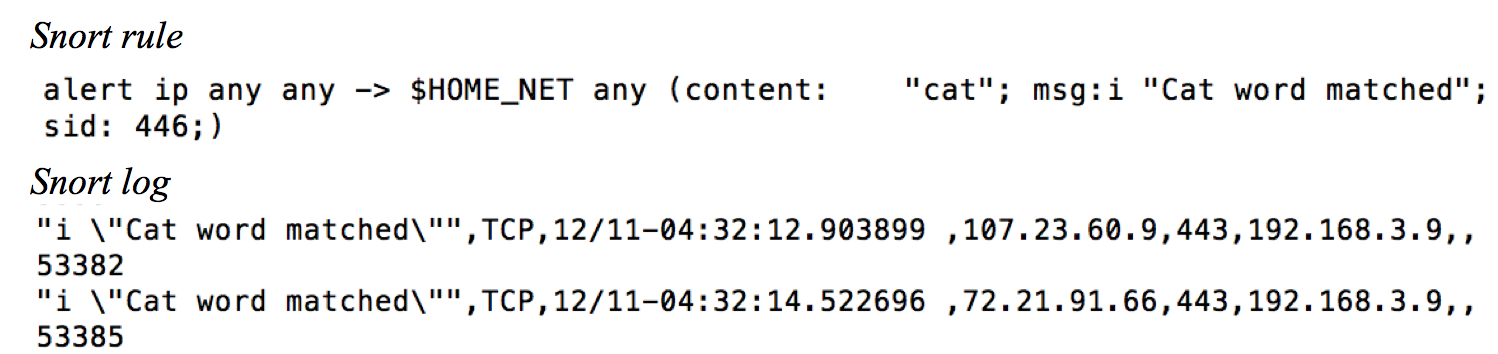 Snort rule
alert ip any any -> $HOME_NET any (content:    "cat"; msg:i "Cat word matched";
sid: 446;)
Snort log
"i \"Cat word matched\"",TCP,12/11-04:32:12.903899 ,107.23.60.9,443,192.168.3.9,,
53382
"i \"Cat word matched\"",TCP,12/11-04:32:14.522696 ,72.21.91.66,443,192.168.3.9,,
53385